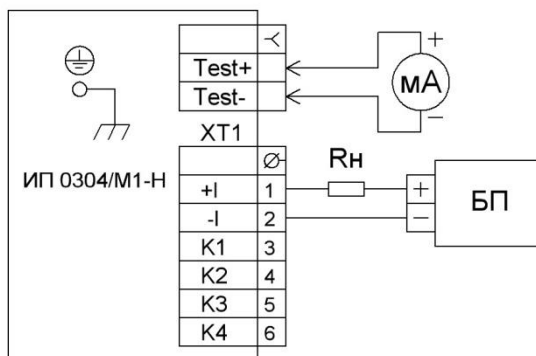 Test+
Test-
мА
+
−
XT1
ИП 0304/М1-Н
+I 1
-I 2
K1 3
K2 4
K3 5
K4 6
Rн
+
−
БП